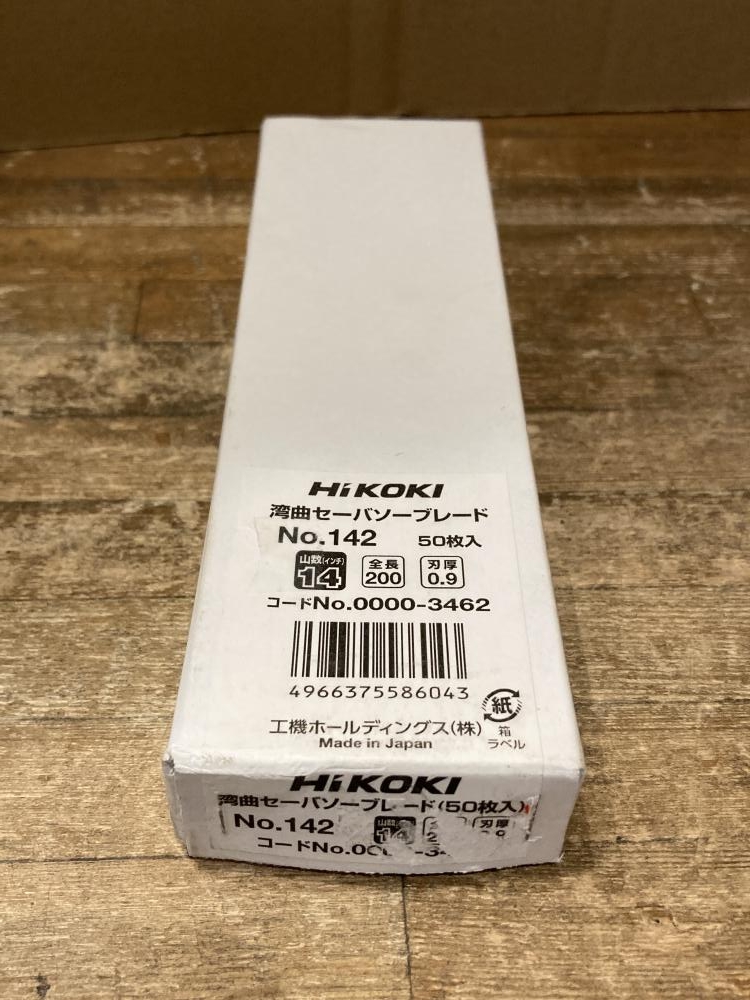 HiKOKI
湾曲セーバソーブレード
No.142 50枚入
山数(インチ) 14 全長 200 刃厚 0.9
コードNo.0000-3462
4966375586043
紙
箱
ラベル
工機ホールディングス(株)
Made in Japan
HiKOKI
湾曲セーバソーブレード(50枚入)
No.142 山数 14 刃厚
コードNo.